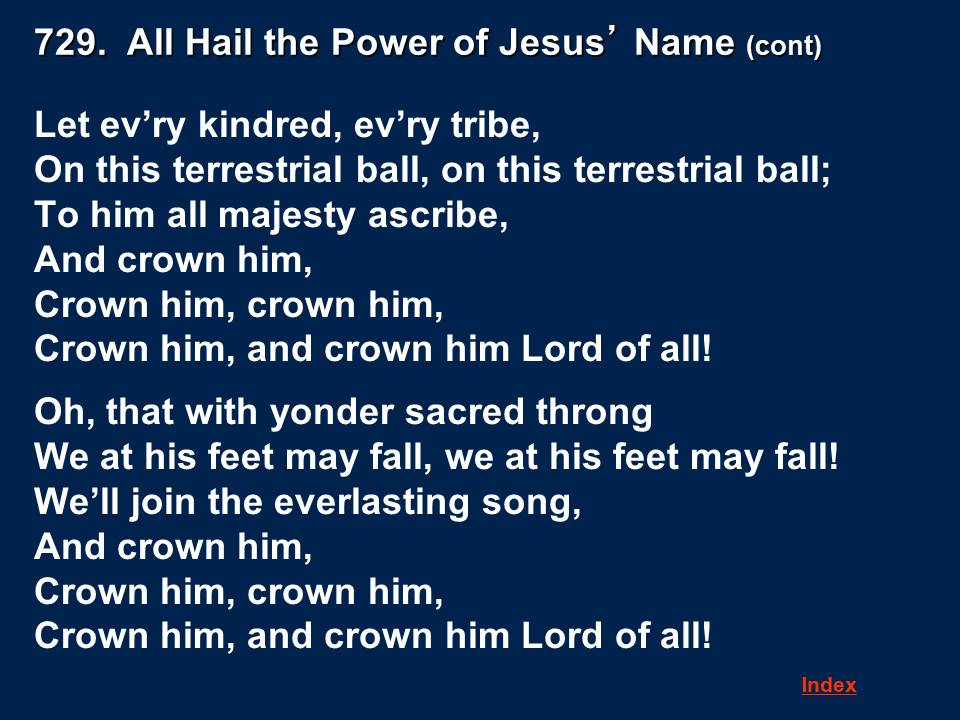 729.  All Hail the Power of Jesus’ Name (cont)
Let ev’ry kindred, ev’ry tribe,
On this terrestrial ball, on this terrestrial ball;
To him all majesty ascribe,
And crown him,
Crown him, crown him,
Crown him, and crown him Lord of all!
Oh, that with yonder sacred throng
We at his feet may fall, we at his feet may fall!
We’ll join the everlasting song,
And crown him,
Crown him, crown him,
Crown him, and crown him Lord of all!
Index